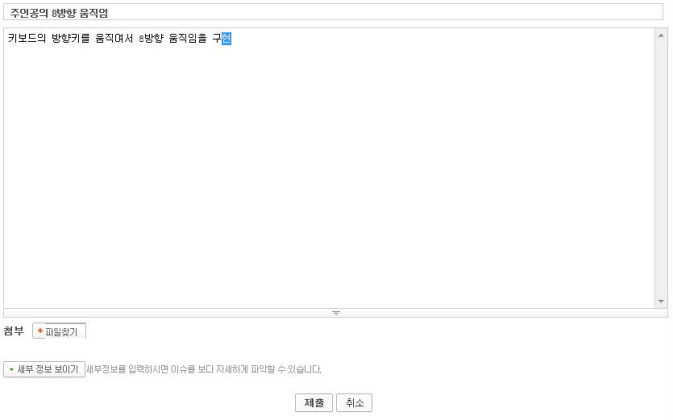 주인공의 8방향 움직임
키보드의 방향키를 움직며서 8방향 움직임을 구현
첨부 파일찾기
세부 정보 보이기 세부정보를 입력하시면 이슈를 보다 자세하게 파악할 수 있습니다.
제출 취소